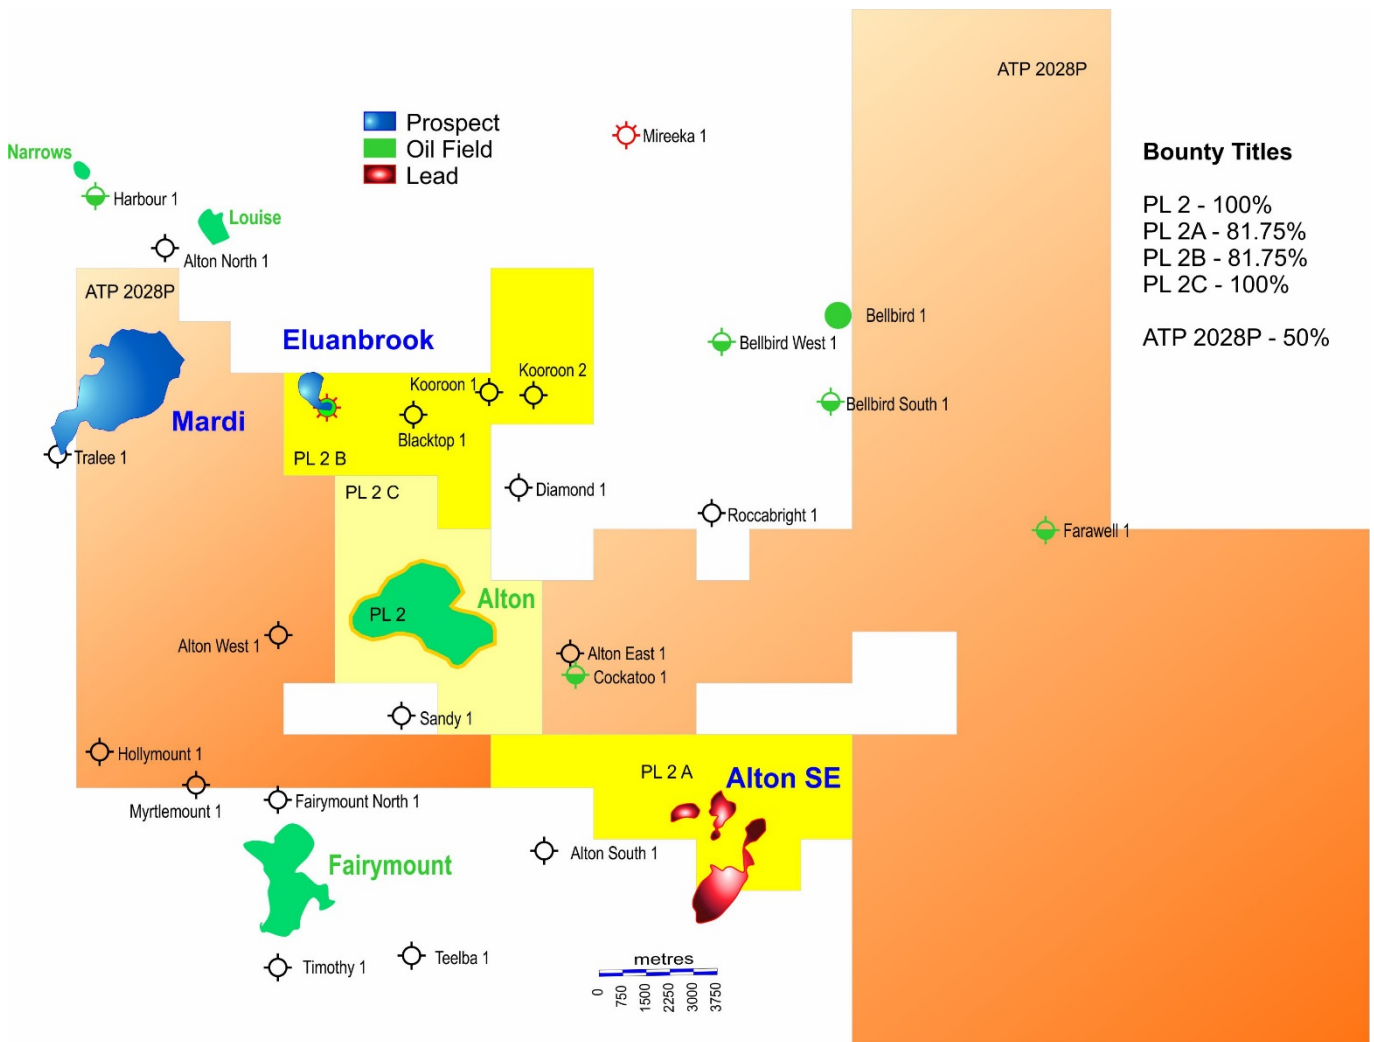 ATP 2028P
Prospect
Oil Field
Lead
Mireeka 1
Bounty Titles
PL 2 - 100%
PL 2A - 81.75%
PL 2B - 81.75%
PL 2C - 100%
ATP 2028P - 50%
Narrows
Harbour 1
Louise
Alton North 1
ATP 2028P
Eluanbrook
Bellbird 1
Bellbird West 1
Kooroon 1
Kooroon 2
Bellbird South 1
Mardi
Blacktop 1
Tralee 1
PL 2 B
PL 2 C
Diamond 1
Roccabright 1
Farawell 1
Alton
PL 2
Alton West 1
Alton East 1
Cockatoo 1
Sandy 1
Hollymount 1
PL 2 A
Alton SE
Myrtlemount 1
Fairymount North 1
Alton South 1
Fairymount
Teelba 1
Timothy 1
metres
0
750
1500
2250
3000
3750